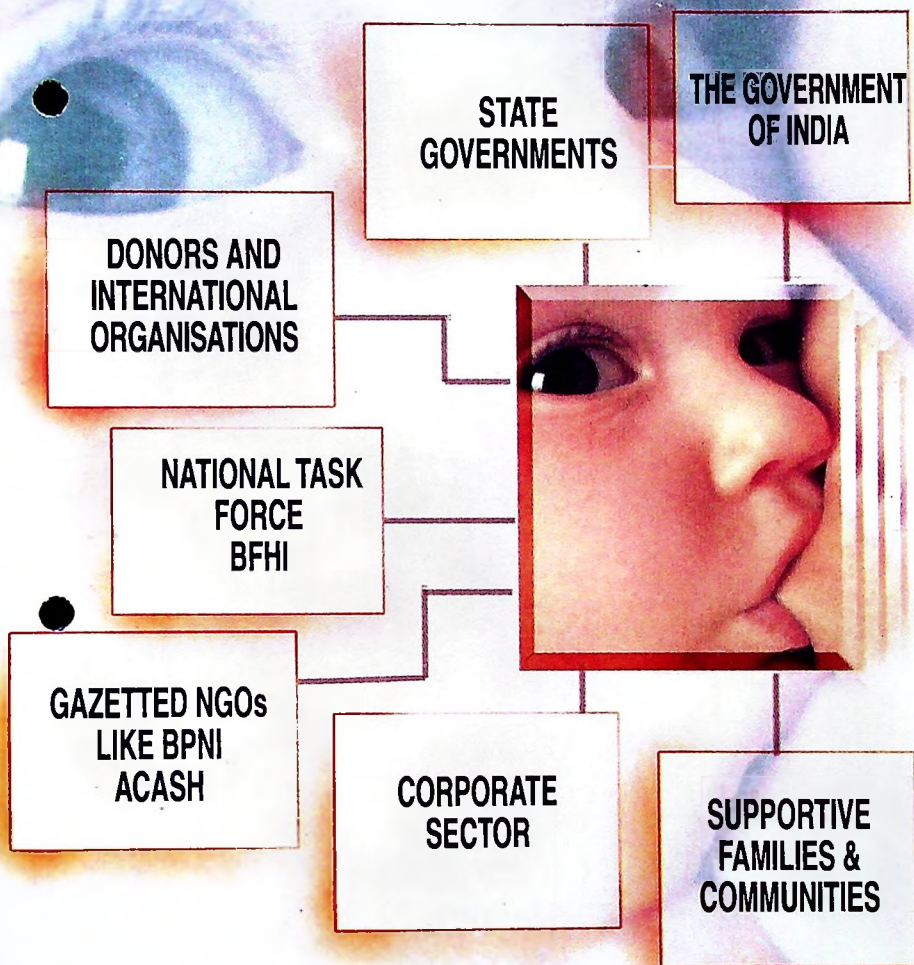 STATE
GOVERNMENTS
THE GOVERNMENT
OF INDIA
DONORS AND
INTERNATIONAL
ORGANISATIONS
NATIONAL TASK
FORCE
BFHI
GAZETTED NGOs
LIKE BPNI
ACASH
CORPORATE
SECTOR
SUPPORTIVE
FAMILIES &
COMMUNITIES